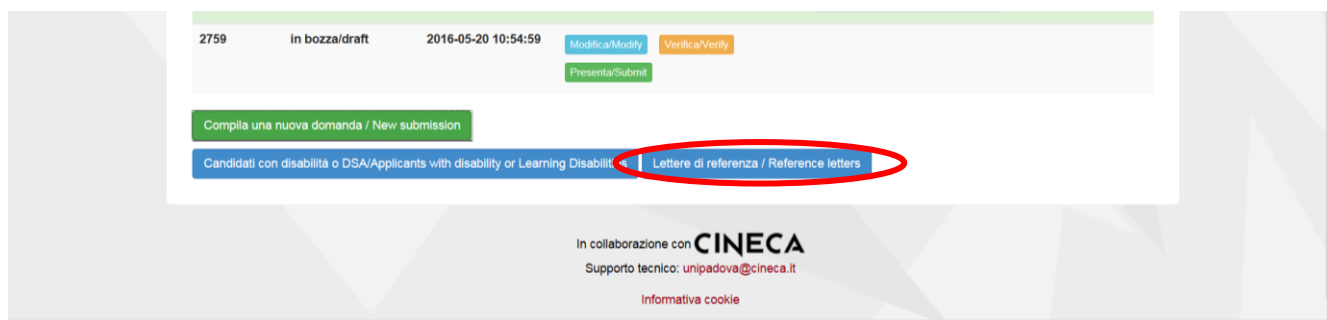 2759 in bozza/draft 2016-05-20 10:54:59 Modifica/Modify Verifica/Verify
Presenta/Submit
Compila una nuova domanda / New submission
Candidati con disabilità o DSA/Applicants with disability or Learning Disabilities Lettere di referenza / Reference letters
In collaborazione con CINECA
Supporto tecnico: unipadova@cineca.it
Informativa cookie